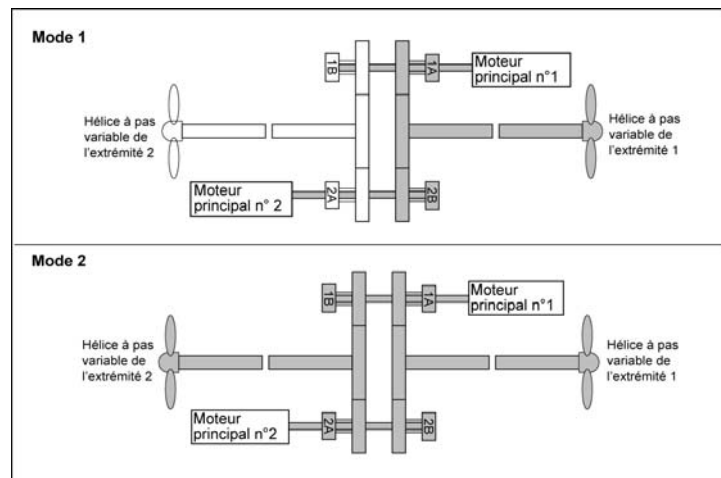 Mode 1
1B
1A
Moteur
principal n°1
Hélice à pas
variable de
l'extrémité 2
Hélice à pas
variable de
l'extrémité 1
Moteur
principal n° 2
2A
2B
Mode 2
1B
1A
Moteur
principal n°1
Hélice à pas
variable de
l'extrémité 2
Hélice à pas
variable de
l'extrémité 1
Moteur
principal n°2
2A
2B